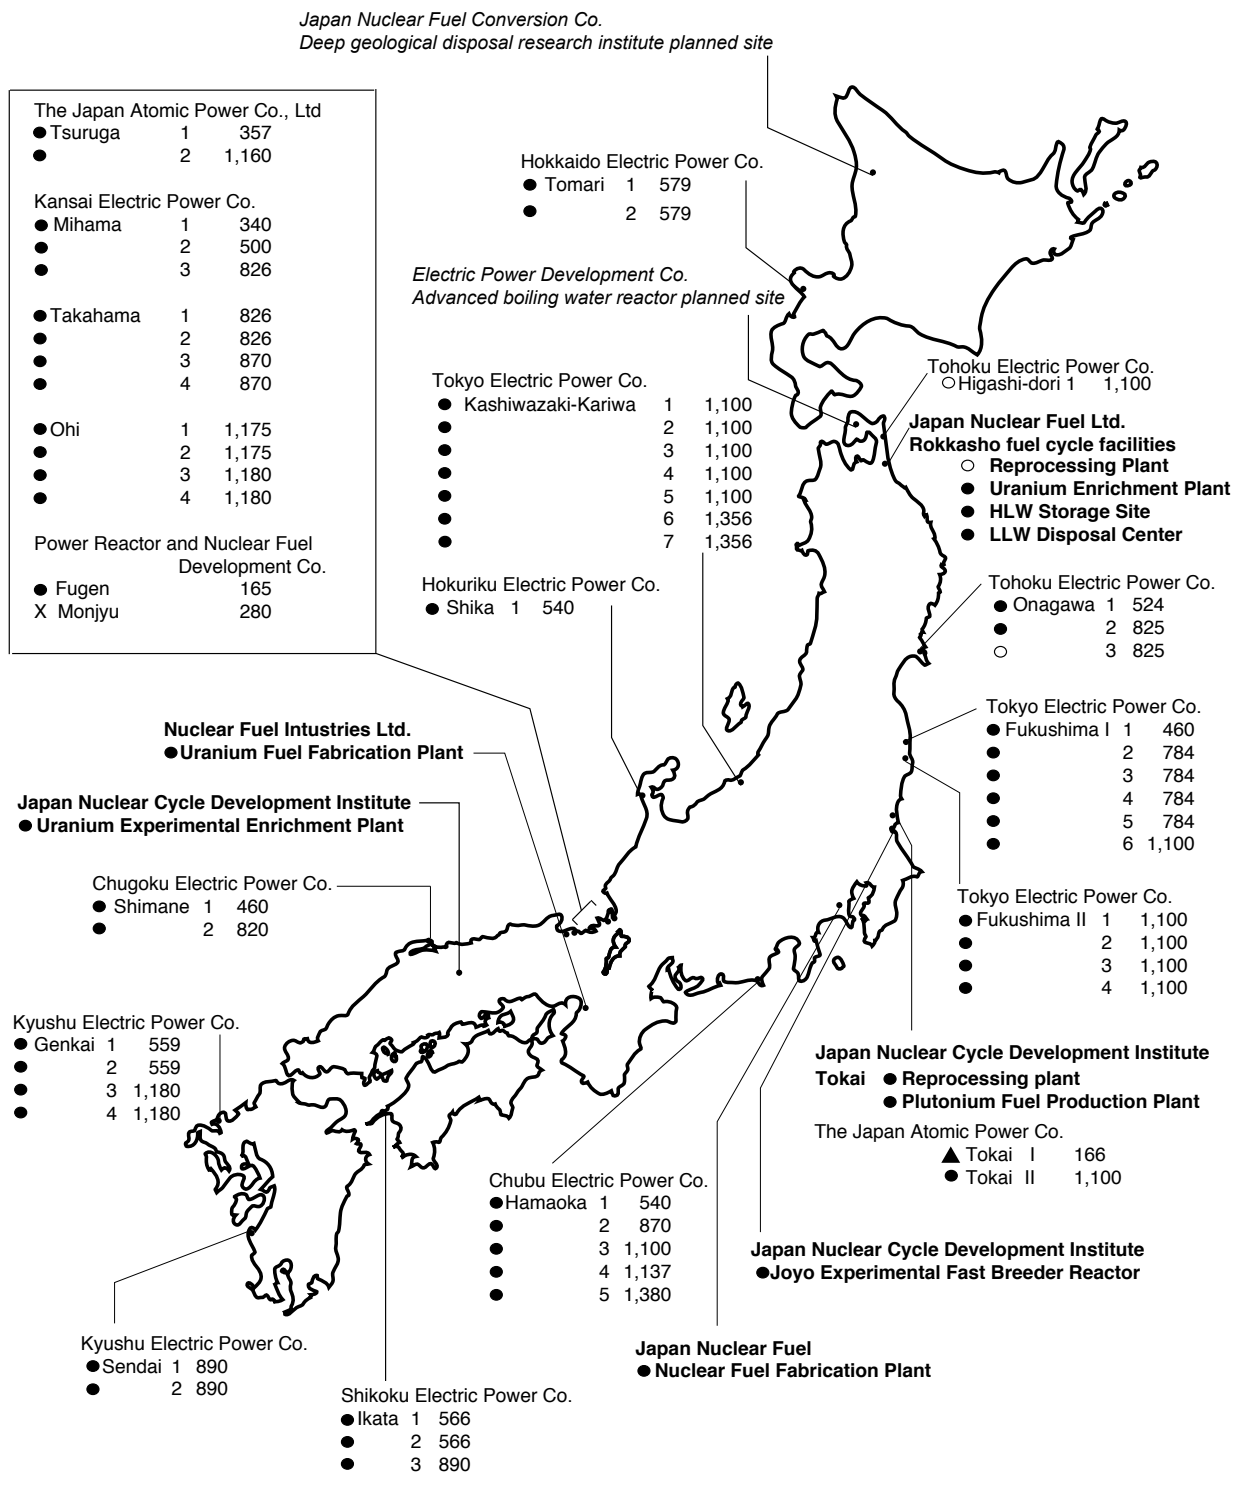 Japan Nuclear Fuel Conversion Co.
Deep geological disposal research institute planned site
The Japan Atomic Power Co., Ltd
● Tsuruga 1 357
● 2 1,160
Kansai Electric Power Co.
● Mihama 1 340
● 2 500
● 3 826
● Takahama 1 826
● 2 826
● 3 870
● 4 870
● Ohi 1 1,175
● 2 1,175
● 3 1,180
● 4 1,180
Power Reactor and Nuclear Fuel
Development Co.
● Fugen 165
X Monjyu 280
Hokkaido Electric Power Co.
● Tomari 1 579
● 2 579
Electric Power Development Co.
Advanced boiling water reactor planned site
Tokyo Electric Power Co.
● Kashiwazaki-Kariwa 1 1,100
● 2 1,100
● 3 1,100
● 4 1,100
● 5 1,100
● 6 1,356
● 7 1,356
Hokuriku Electric Power Co.
● Shika 1 540
Tohoku Electric Power Co.
○ Higashi-dori 1 1,100
Japan Nuclear Fuel Ltd.
Rokkasho fuel cycle facilities
○ Reprocessing Plant
● Uranium Enrichment Plant
● HLW Storage Site
● LLW Disposal Center
Tohoku Electric Power Co.
● Onagawa 1 524
● 2 825
○ 3 825
Tokyo Electric Power Co.
● Fukushima I 1 460
● 2 784
● 3 784
● 4 784
● 5 784
● 6 1,100
Tokyo Electric Power Co.
● Fukushima II 1 1,100
● 2 1,100
● 3 1,100
● 4 1,100
Nuclear Fuel Intustries Ltd.
● Uranium Fuel Fabrication Plant
Japan Nuclear Cycle Development Institute
● Uranium Experimental Enrichment Plant
Chugoku Electric Power Co.
● Shimane 1 460
● 2 820
Kyushu Electric Power Co.
● Genkai 1 559
● 2 559
● 3 1,180
● 4 1,180
Japan Nuclear Cycle Development Institute
Tokai ● Reprocessing plant
● Plutonium Fuel Production Plant
The Japan Atomic Power Co.
▲ Tokai I 166
● Tokai II 1,100
Chubu Electric Power Co.
● Hamaoka 1 540
● 2 870
● 3 1,100
● 4 1,137
● 5 1,380
Japan Nuclear Cycle Development Institute
● Joyo Experimental Fast Breeder Reactor
Japan Nuclear Fuel
● Nuclear Fuel Fabrication Plant
Kyushu Electric Power Co.
● Sendai 1 890
● 2 890
Shikoku Electric Power Co.
● Ikata 1 566
● 2 566
● 3 890